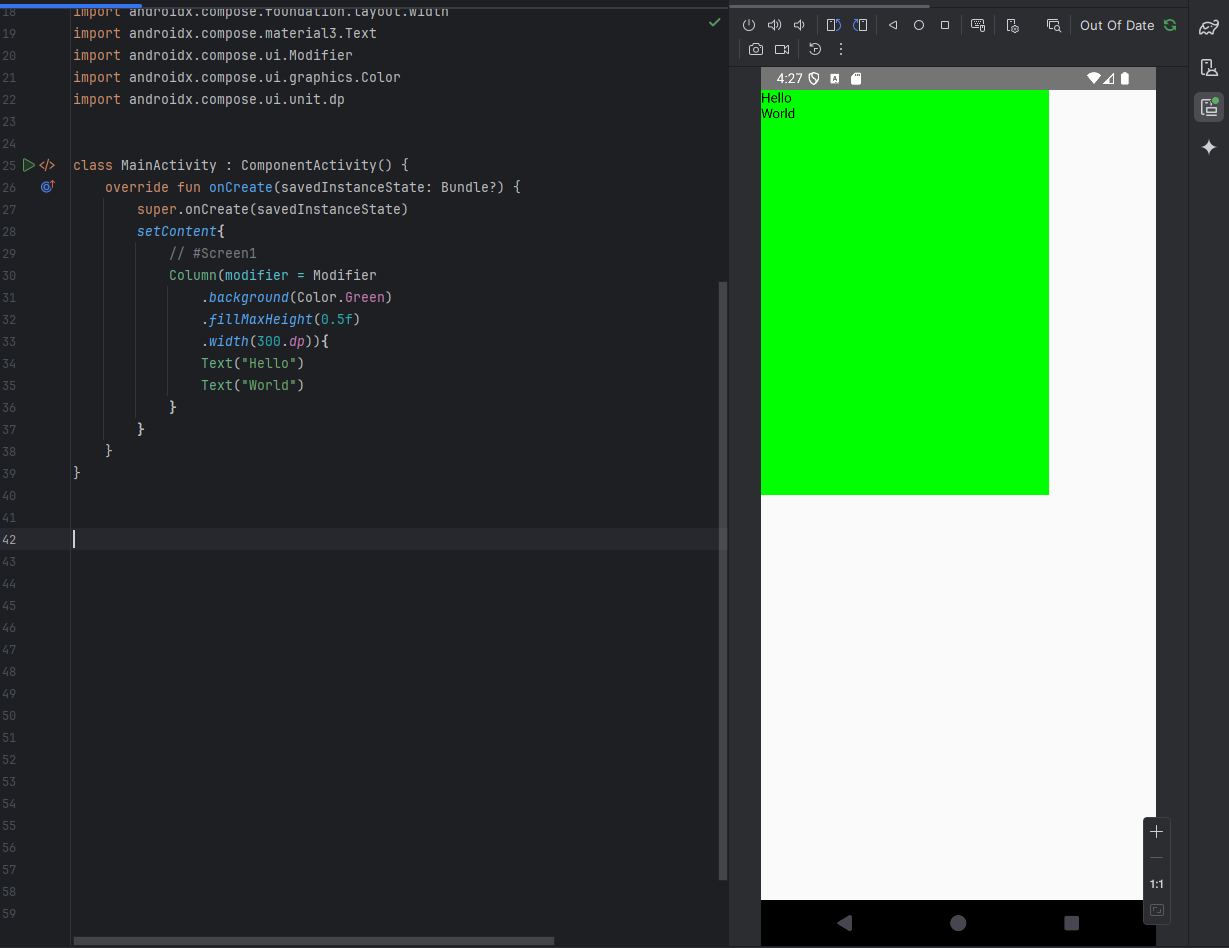 18 import androidx.compose.foundation.layout.width
19 import androidx.compose.material3.Text
20 import androidx.compose.ui.Modifier
21 import androidx.compose.ui.graphics.Color
22 import androidx.compose.ui.unit.dp
23
24
25 class MainActivity : ComponentActivity() {
26     override fun onCreate(savedInstanceState: Bundle?) {
27         super.onCreate(savedInstanceState)
28         setContent{
29             // #Screen1
30             Column(modifier = Modifier
31                 .background(Color.Green)
32                 .fillMaxHeight(0.5f)
33                 .width(300.dp)){
34                 Text("Hello")
35                 Text("World")
36             }
37         }
38     }
39 }
40
41
42
43
44
45
46
47
48
49
50
51
52
53
54
55
56
57
58
59
Out Of Date
4:27
Hello
World
1:1